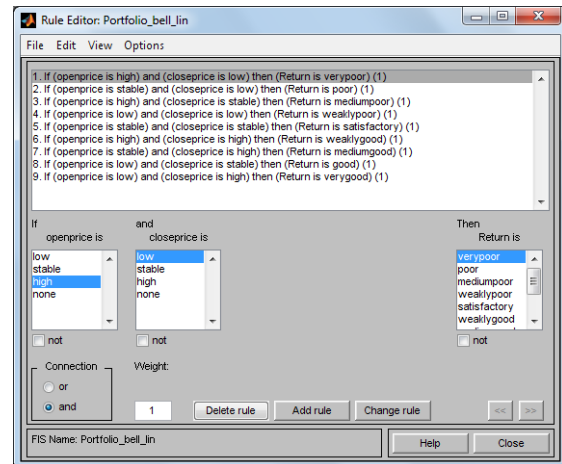 Rule Editor: Portfolio_bell_lin
File Edit View Options
1. If (openprice is high) and (closeprice is low) then (Return is verypoor) (1)
2. If (openprice is stable) and (closeprice is low) then (Return is poor) (1)
3. If (openprice is high) and (closeprice is stable) then (Return is mediumpoor) (1)
4. If (openprice is low) and (closeprice is low) then (Return is weaklypoor) (1)
5. If (openprice is stable) and (closeprice is stable) then (Return is satisfactory) (1)
6. If (openprice is high) and (closeprice is high) then (Return is weaklygood) (1)
7. If (openprice is stable) and (closeprice is high) then (Return is mediumgood) (1)
8. If (openprice is low) and (closeprice is stable) then (Return is good) (1)
9. If (openprice is low) and (closeprice is high) then (Return is verygood) (1)
If and Then
openprice is closeprice is Return is
low low verypoor
stable stable poor
high high mediumpoor
none none weaklypoor
satisfactory
weaklygood
not not not
Connection Weight:
or
and 1 Delete rule Add rule Change rule << >>
FIS Name: Portfolio_bell_lin Help Close